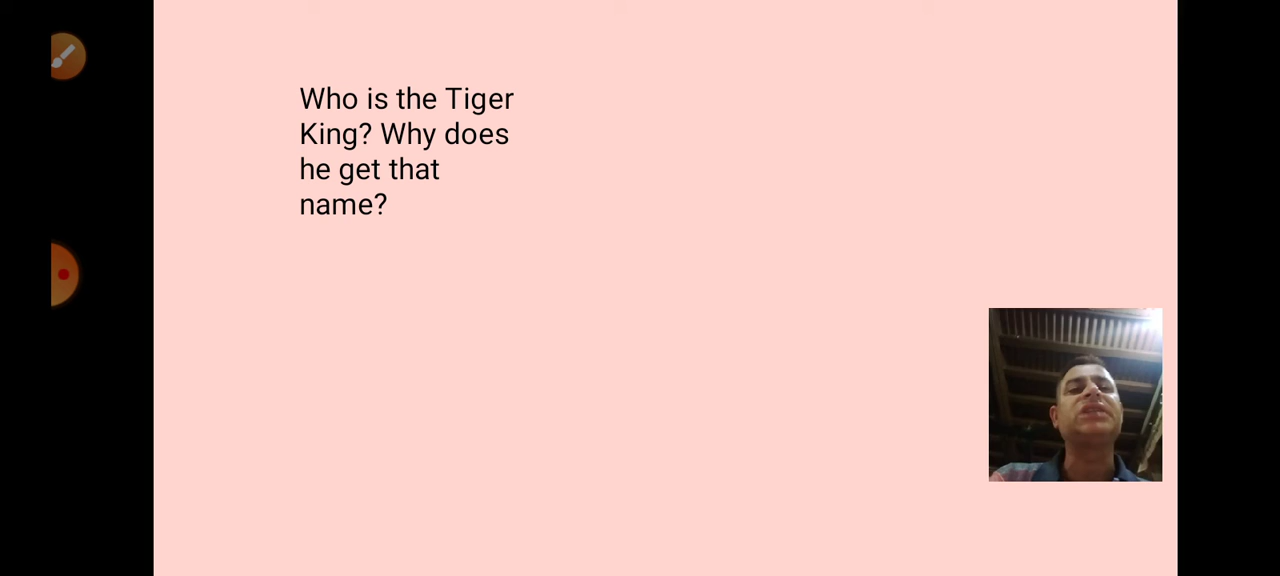 Who is the Tiger
King? Why does
he get that
name?